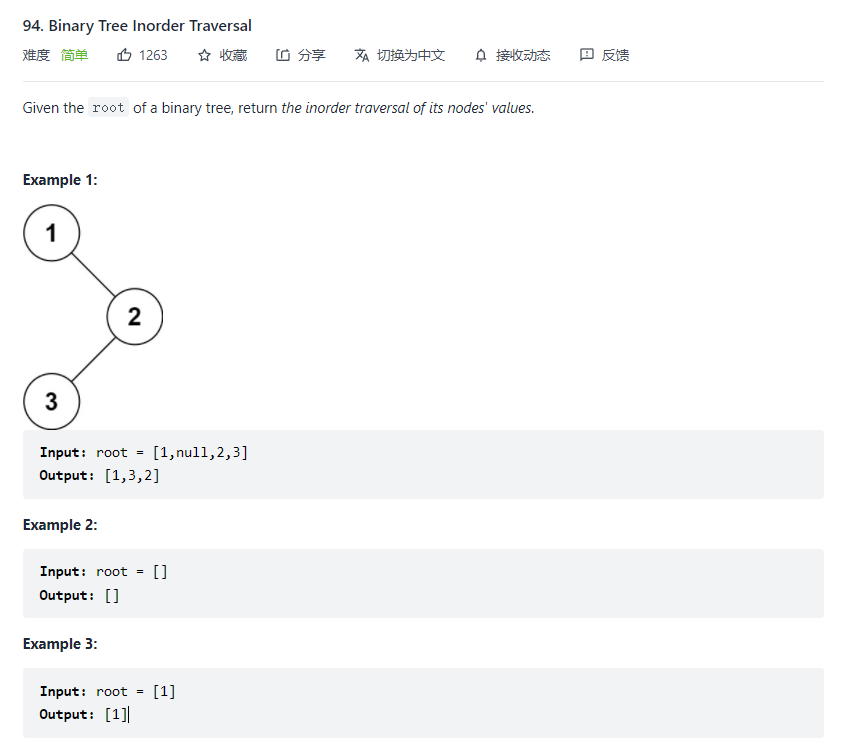 94. Binary Tree Inorder Traversal
难度 简单 1263 收藏 分享 切换为中文 接收动态 反馈
Given the root of a binary tree, return the inorder traversal of its nodes' values.
Example 1:
1
2
3
Input: root = [1,null,2,3]
Output: [1,3,2]
Example 2:
Input: root = []
Output: []
Example 3:
Input: root = [1]
Output: [1]